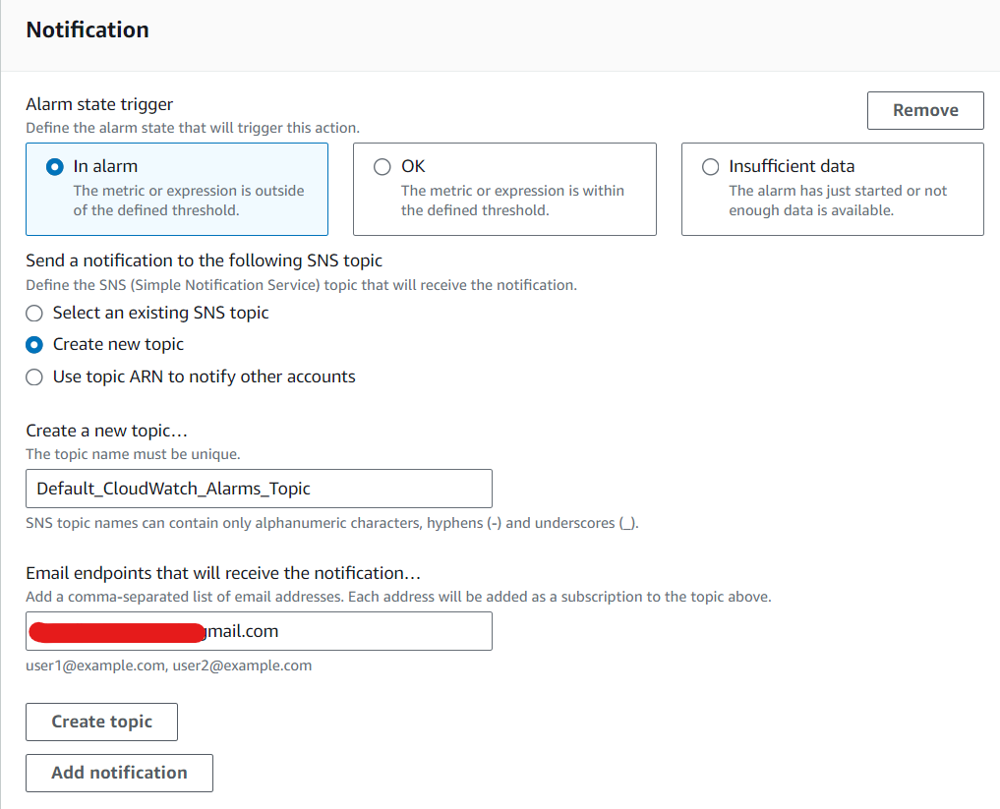 Notification
Alarm state trigger
Define the alarm state that will trigger this action.
Remove
In alarm
The metric or expression is outside
of the defined threshold.
OK
The metric or expression is within
the defined threshold.
Insufficient data
The alarm has just started or not
enough data is available.
Send a notification to the following SNS topic
Define the SNS (Simple Notification Service) topic that will receive the notification.
Select an existing SNS topic
Create new topic
Use topic ARN to notify other accounts
Create a new topic…
The topic name must be unique.
Default_CloudWatch_Alarms_Topic
SNS topic names can contain only alphanumeric characters, hyphens (-) and underscores (_).
Email endpoints that will receive the notification…
Add a comma-separated list of email addresses. Each address will be added as a subscription to the topic above.
gmail.com
user1@example.com, user2@example.com
Create topic
Add notification